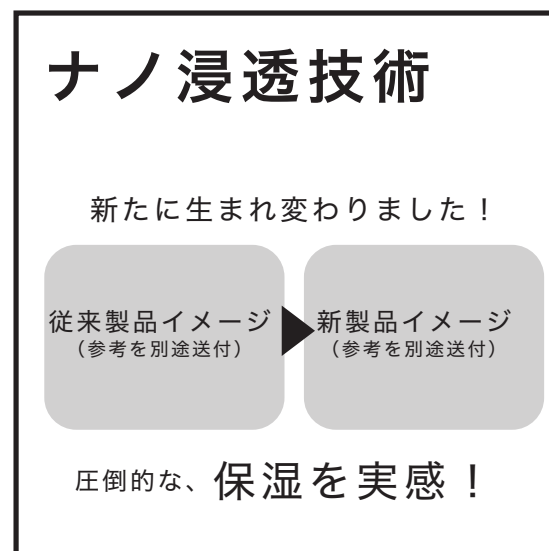 ナノ浸透技術
新たに生まれ変わりました！
従来製品イメージ
（参考を別途送付）
新製品イメージ
（参考を別途送付）
圧倒的な、保湿を実感！